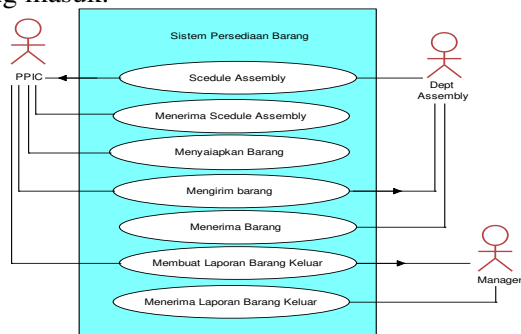 ng masuk.
Sistem Persediaan Barang
PPIC
Scedule Assembly
Dept
Assembly
Menerima Scedule Assembly
Menyaiapkan Barang
Mengirim barang
Menerima Barang
Membuat Laporan Barang Keluar
Manager
Menerima Laporan Barang Keluar